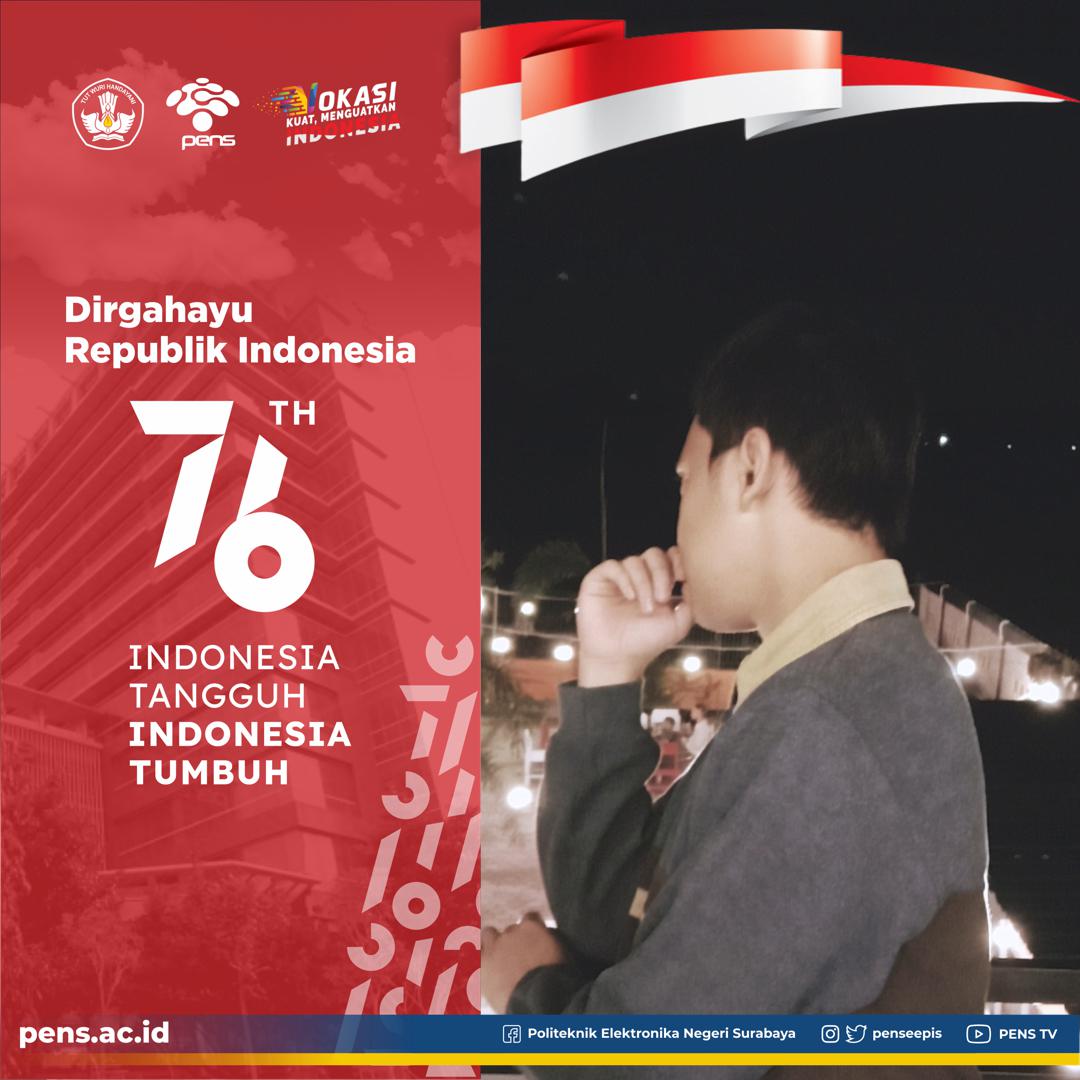 TUT WURI HANDAYANI
pens
VOKASI
KUAT, MENGUATKAN
INDONESIA
Dirgahayu
Republik Indonesia
76 TH
INDONESIA
TANGGUH
INDONESIA
TUMBUH
pens.ac.id
Politeknik Elektronika Negeri Surabaya
penseepis
PENS TV